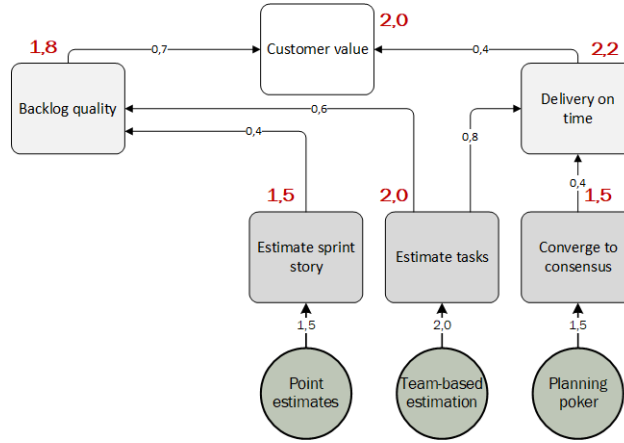 1,8
2,0
2,2
0,7
Customer value
0,4
Backlog quality
Delivery on
time
0,6
0,8
0,4
0,4
1,5
2,0
1,5
Estimate sprint
story
Estimate tasks
Converge to
consensus
1,5
2,0
1,5
Point
estimates
Team-based
estimation
Planning
poker